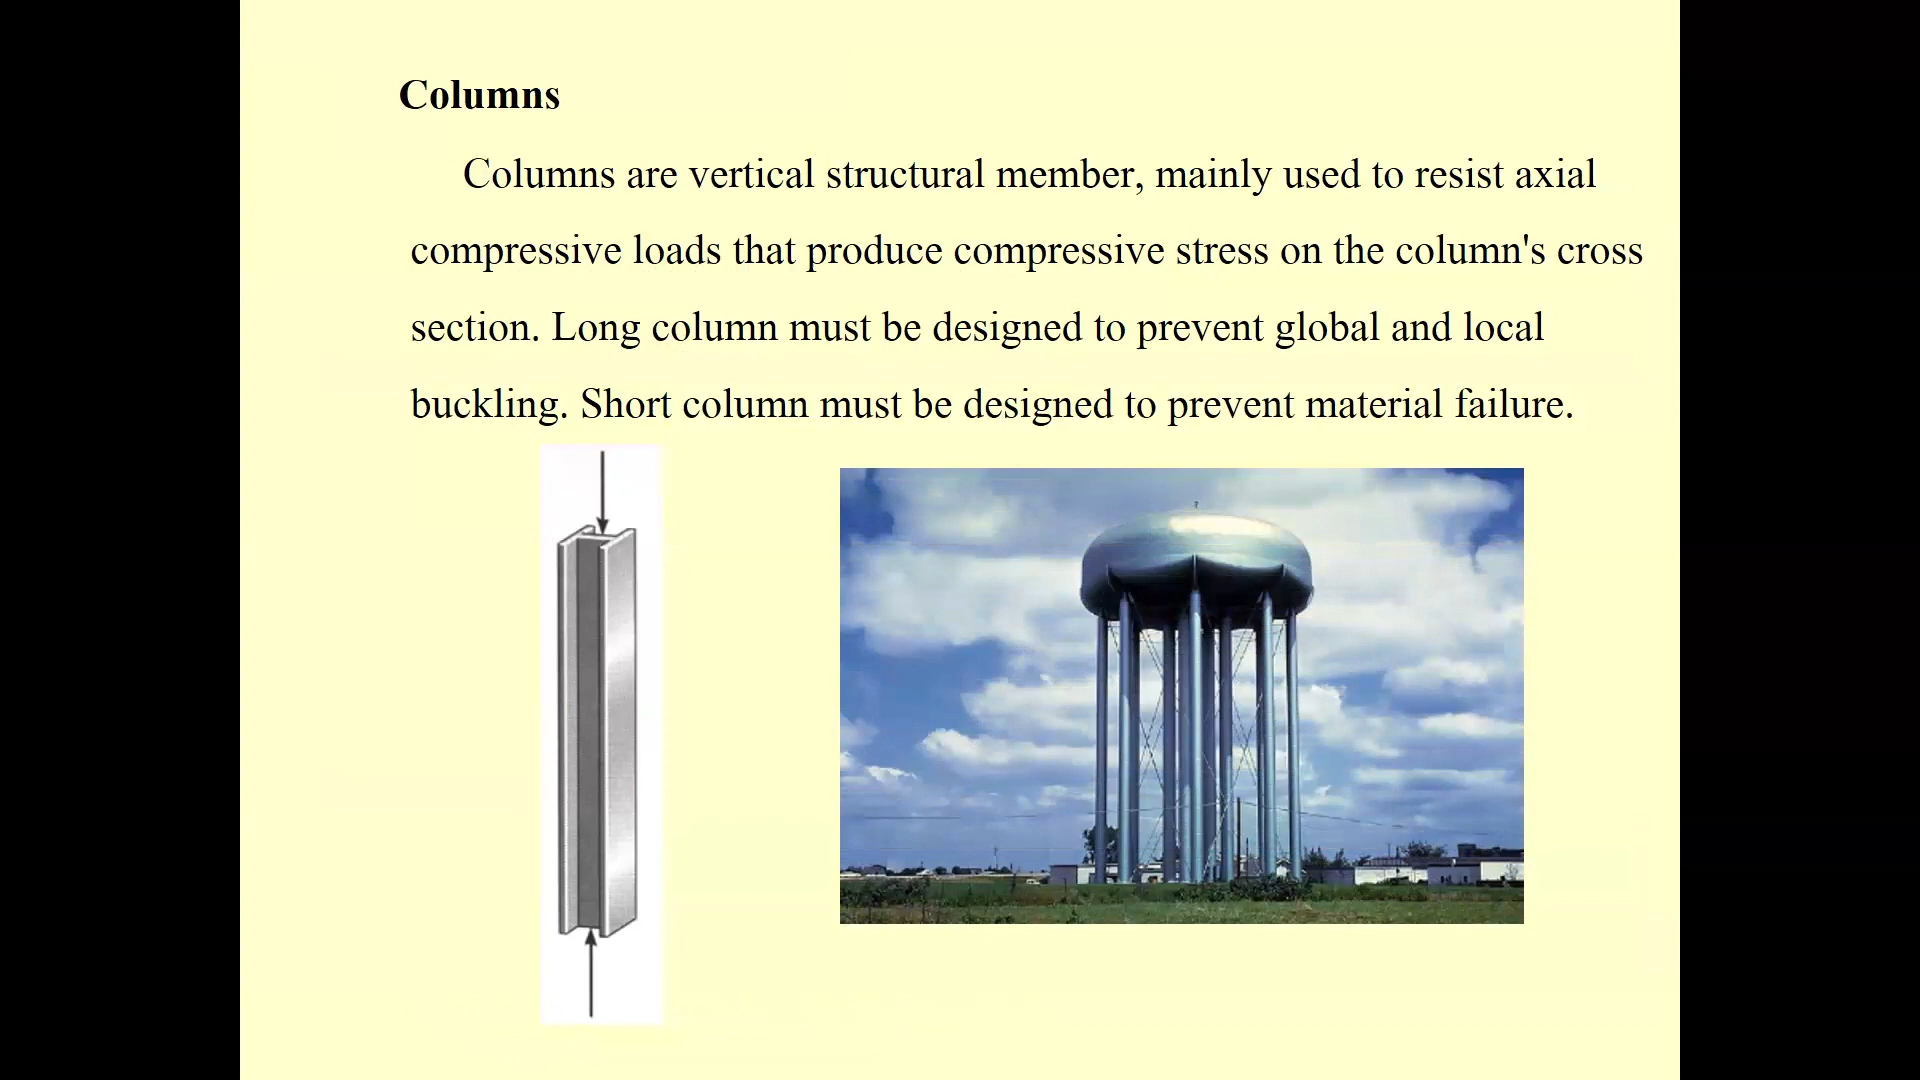 Columns
Columns are vertical structural member, mainly used to resist axial
compressive loads that produce compressive stress on the column's cross
section. Long column must be designed to prevent global and local
buckling. Short column must be designed to prevent material failure.